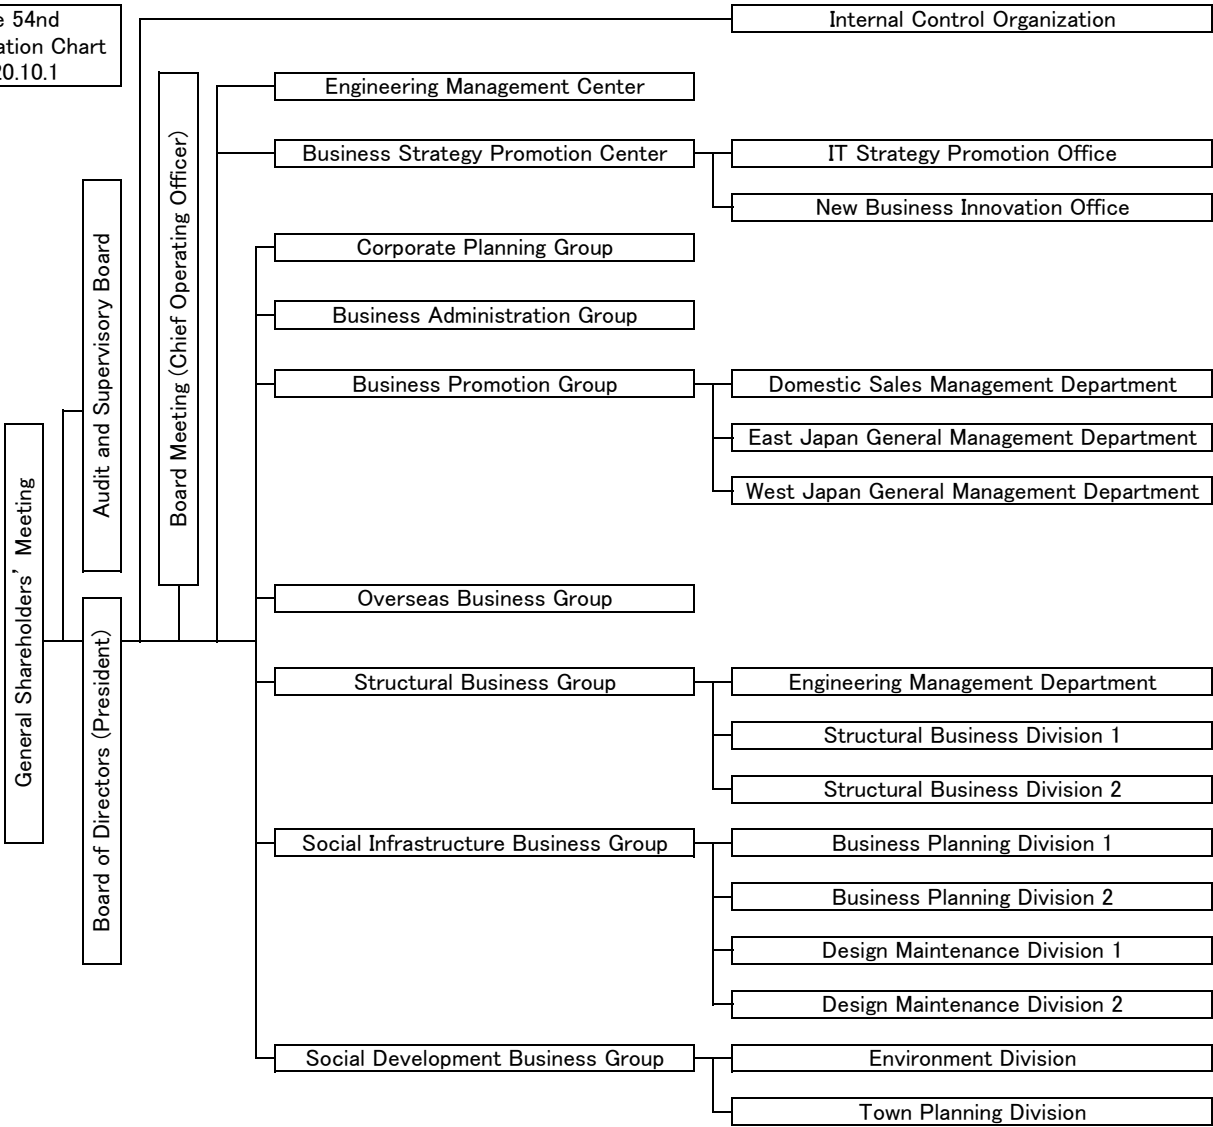 54nd
Chart
Internal Control Organization
Engineering Management Center
Business Strategy Promotion Center
IT Strategy Promotion Office
New Business Innovation Office
Corporate Planning Group
Business Administration Group
Business Promotion Group
Domestic Sales Management Department
East Japan General Management Department
West Japan General Management Department
Overseas Business Group
Structural Business Group
Engineering Management Department
Structural Business Division 1
Structural Business Division 2
Social Infrastructure Business Group
Business Planning Division 1
Business Planning Division 2
Design Maintenance Division 1
Design Maintenance Division 2
Social Development Business Group
Environment Division
Town Planning Division
General Shareholders’ Meeting
Audit and Supervisory Board
Board of Directors (President)
Board Meeting (Chief Operating Officer)